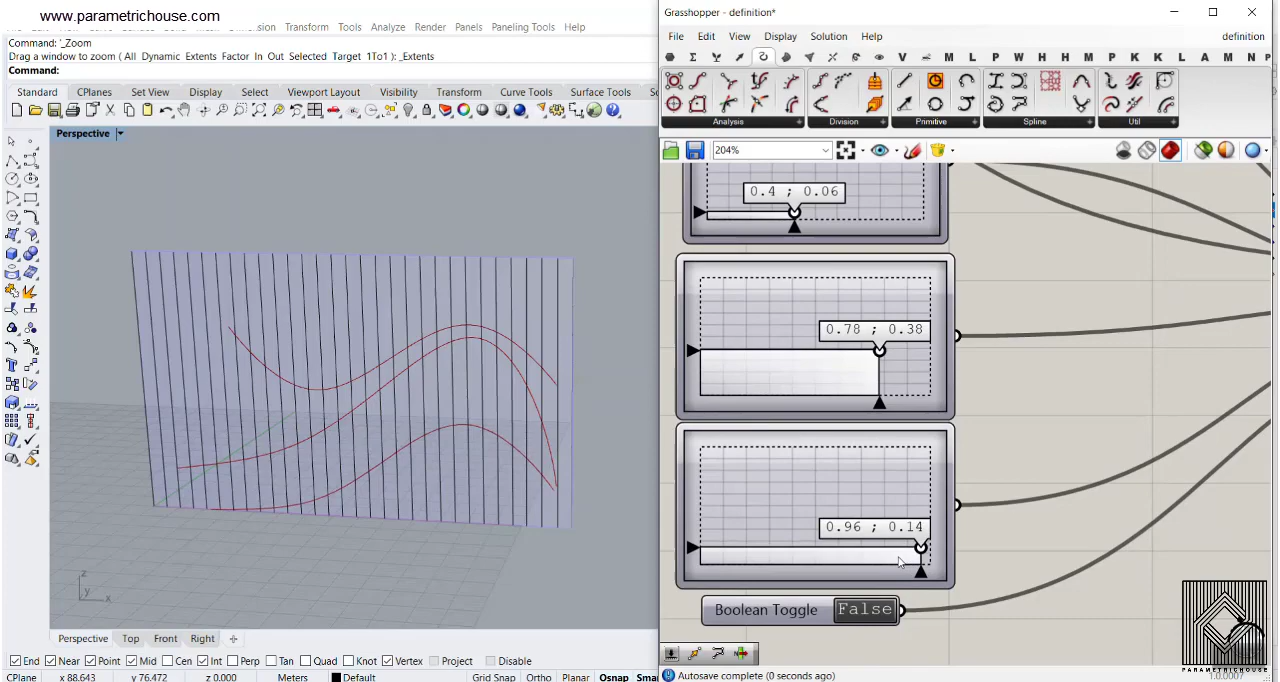 www.parametrichouse.com
Transform Tools Analyze Render Panels Paneling Tools Help
Command: '_Zoom
Drag a window to zoom ( All Dynamic Extents Factor In Out Selected Target 1To1 ): _Extents
Command:
Standard CPlanes Set View Display Select Viewport Layout Visibility Transform Curve Tools Surface Tools
Perspective
z
y
x
Perspective Top Front Right
End Near Point Mid Cen Int Perp Tan Quad Knot Vertex Project Disable
CPlane x 88.643 y 76.472 z 0.000 Meters Default Grid Snap Ortho Planar Osnap
Grasshopper - definition*
File Edit View Display Solution Help definition
V M L P W H H M P K K L A M N P
Analysis Division Primitive Spline Util
204%
0.4 ; 0.06
0.78 ; 0.38
0.96 ; 0.14
Boolean Toggle False
PARAMETRICHOUSE
Autosave complete (0 seconds ago) 1.0.0007